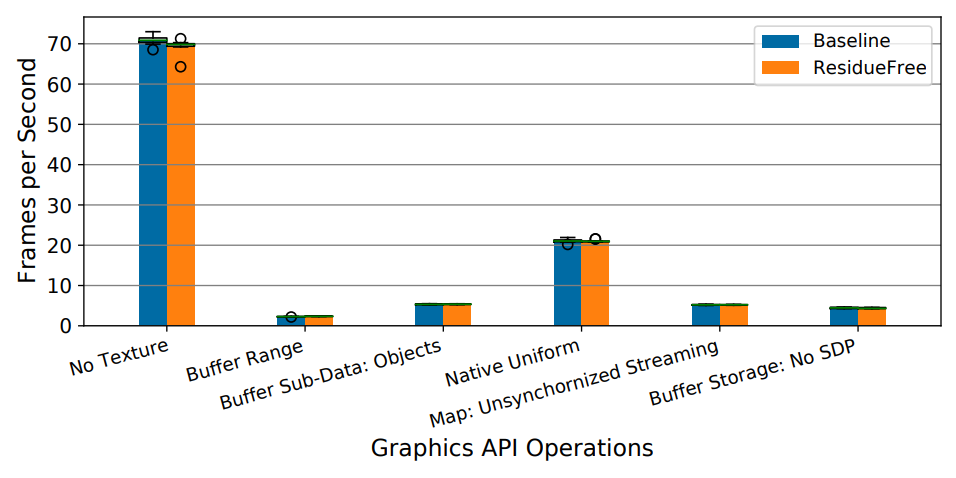 Frames per Second
70
60
50
40
30
20
10
0
Baseline
ResidueFree
No Texture
Buffer Range
Buffer Sub-Data: Objects
Native Uniform
Map: Unsynchornized Streaming
Buffer Storage: No SDP
Graphics API Operations